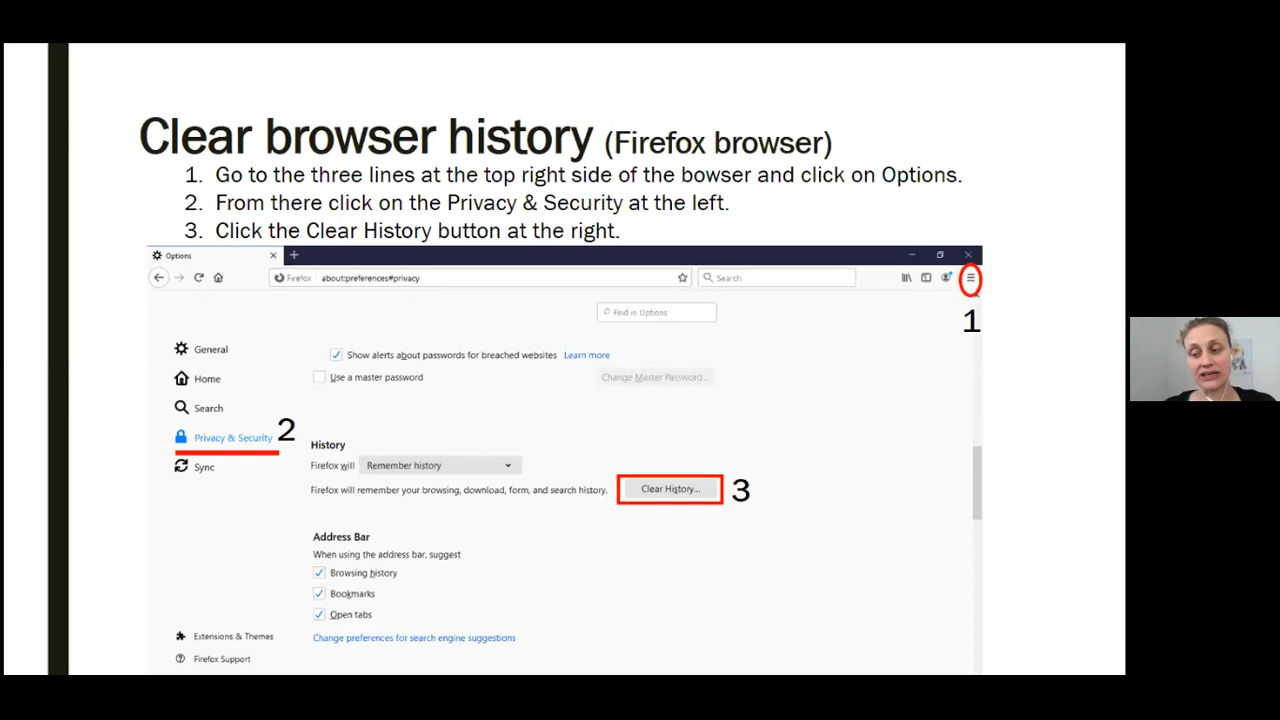 Clear browser history (Firefox browser)
1. Go to the three lines at the top right side of the bowser and click on Options.
2. From there click on the Privacy & Security at the left.
3. Click the Clear History button at the right.
Options
Firefox about:preferences#privacy Search
1
Find in Options
General
Show alerts about passwords for breached websites Learn more
Home
Use a master password Change Master Password...
Search
Privacy & Security 2
Sync
History
Firefox will Remember history
Firefox will remember your browsing, download, form, and search history. Clear History... 3
Address Bar
When using the address bar, suggest
Browsing history
Bookmarks
Open tabs
Change preferences for search engine suggestions
Extensions & Themes
Firefox Support